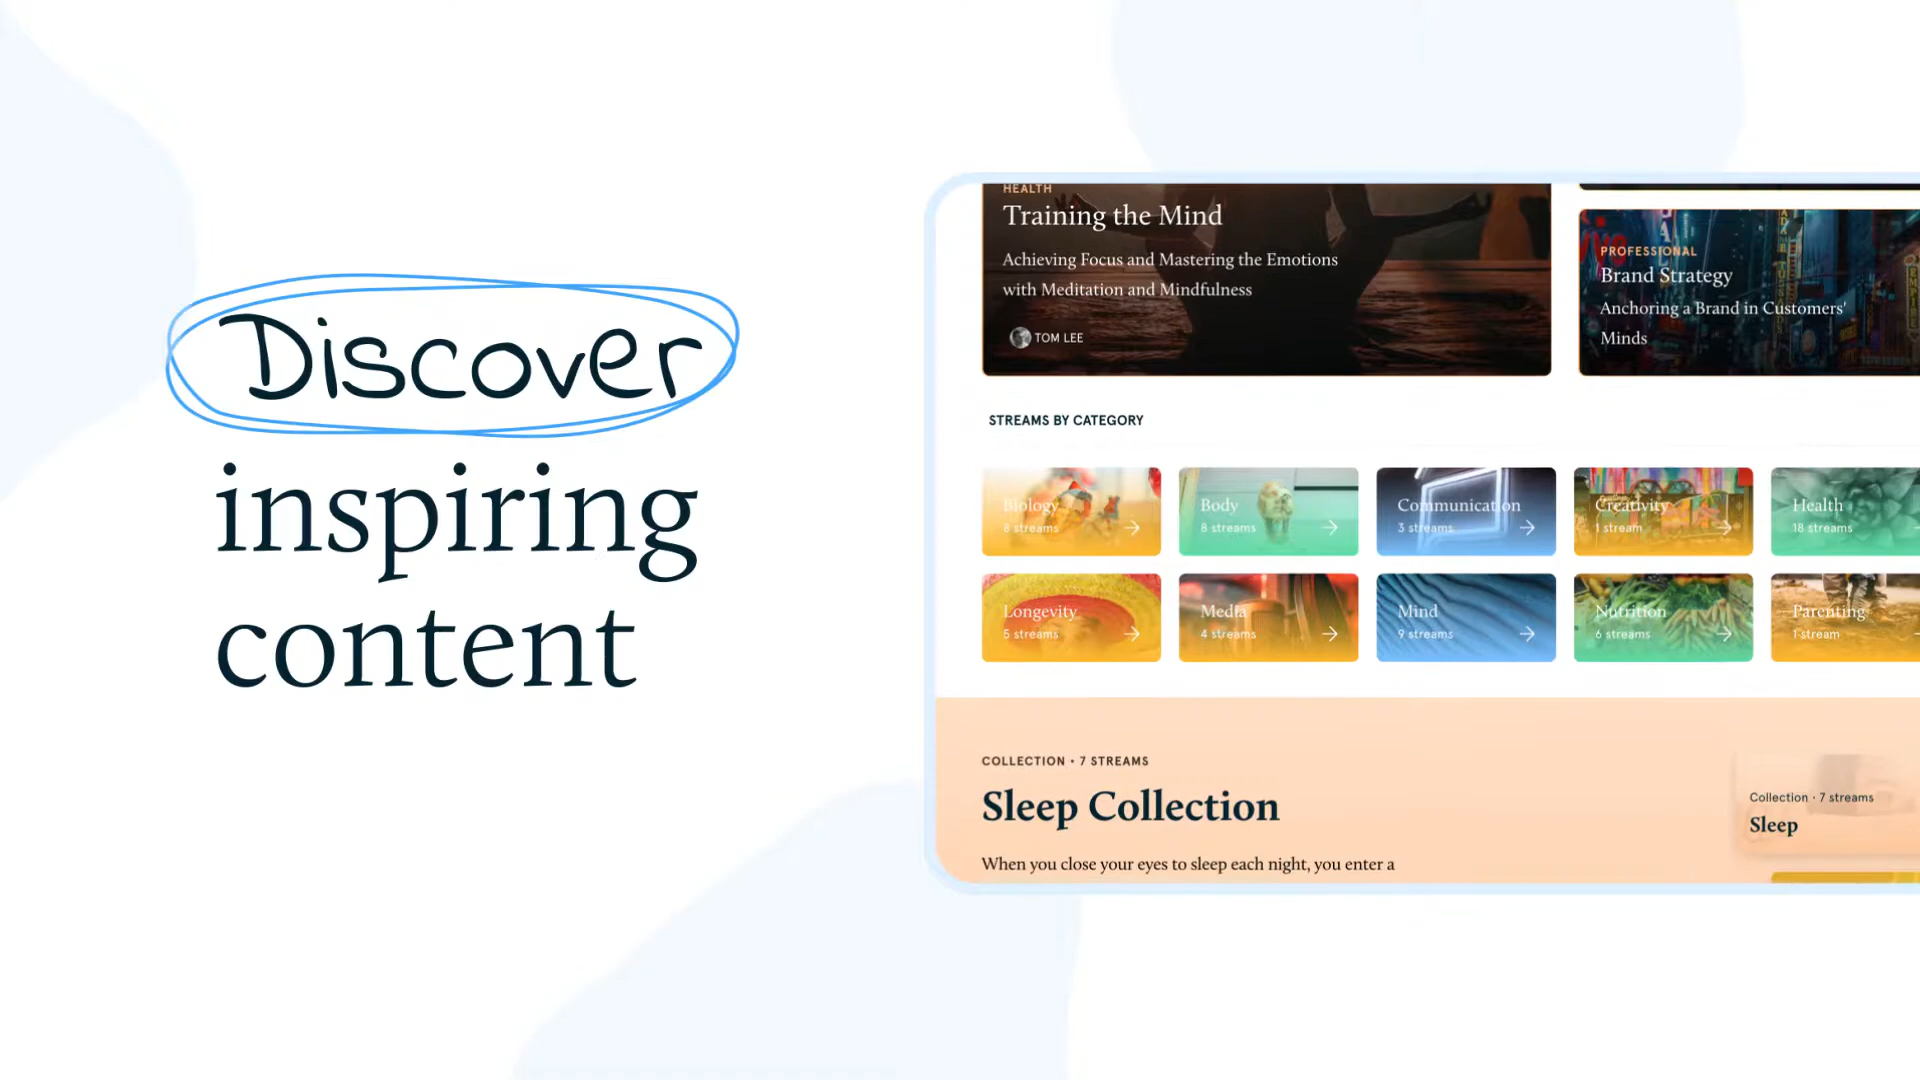 Discover
inspiring
content
HEALTH
Training the Mind
Achieving Focus and Mastering the Emotions
with Meditation and Mindfulness
TOM LEE
PROFESSIONAL
Brand Strategy
Anchoring a Brand in Customers'
Minds
STREAMS BY CATEGORY
Biology
8 streams
Body
8 streams
Communication
3 streams
Creativity
1 stream
Health
18 streams
Longevity
5 streams
Media
4 streams
Mind
9 streams
Nutrition
6 streams
Parenting
1 stream
COLLECTION • 7 STREAMS
Sleep Collection
When you close your eyes to sleep each night, you enter a
Collection · 7 streams
Sleep